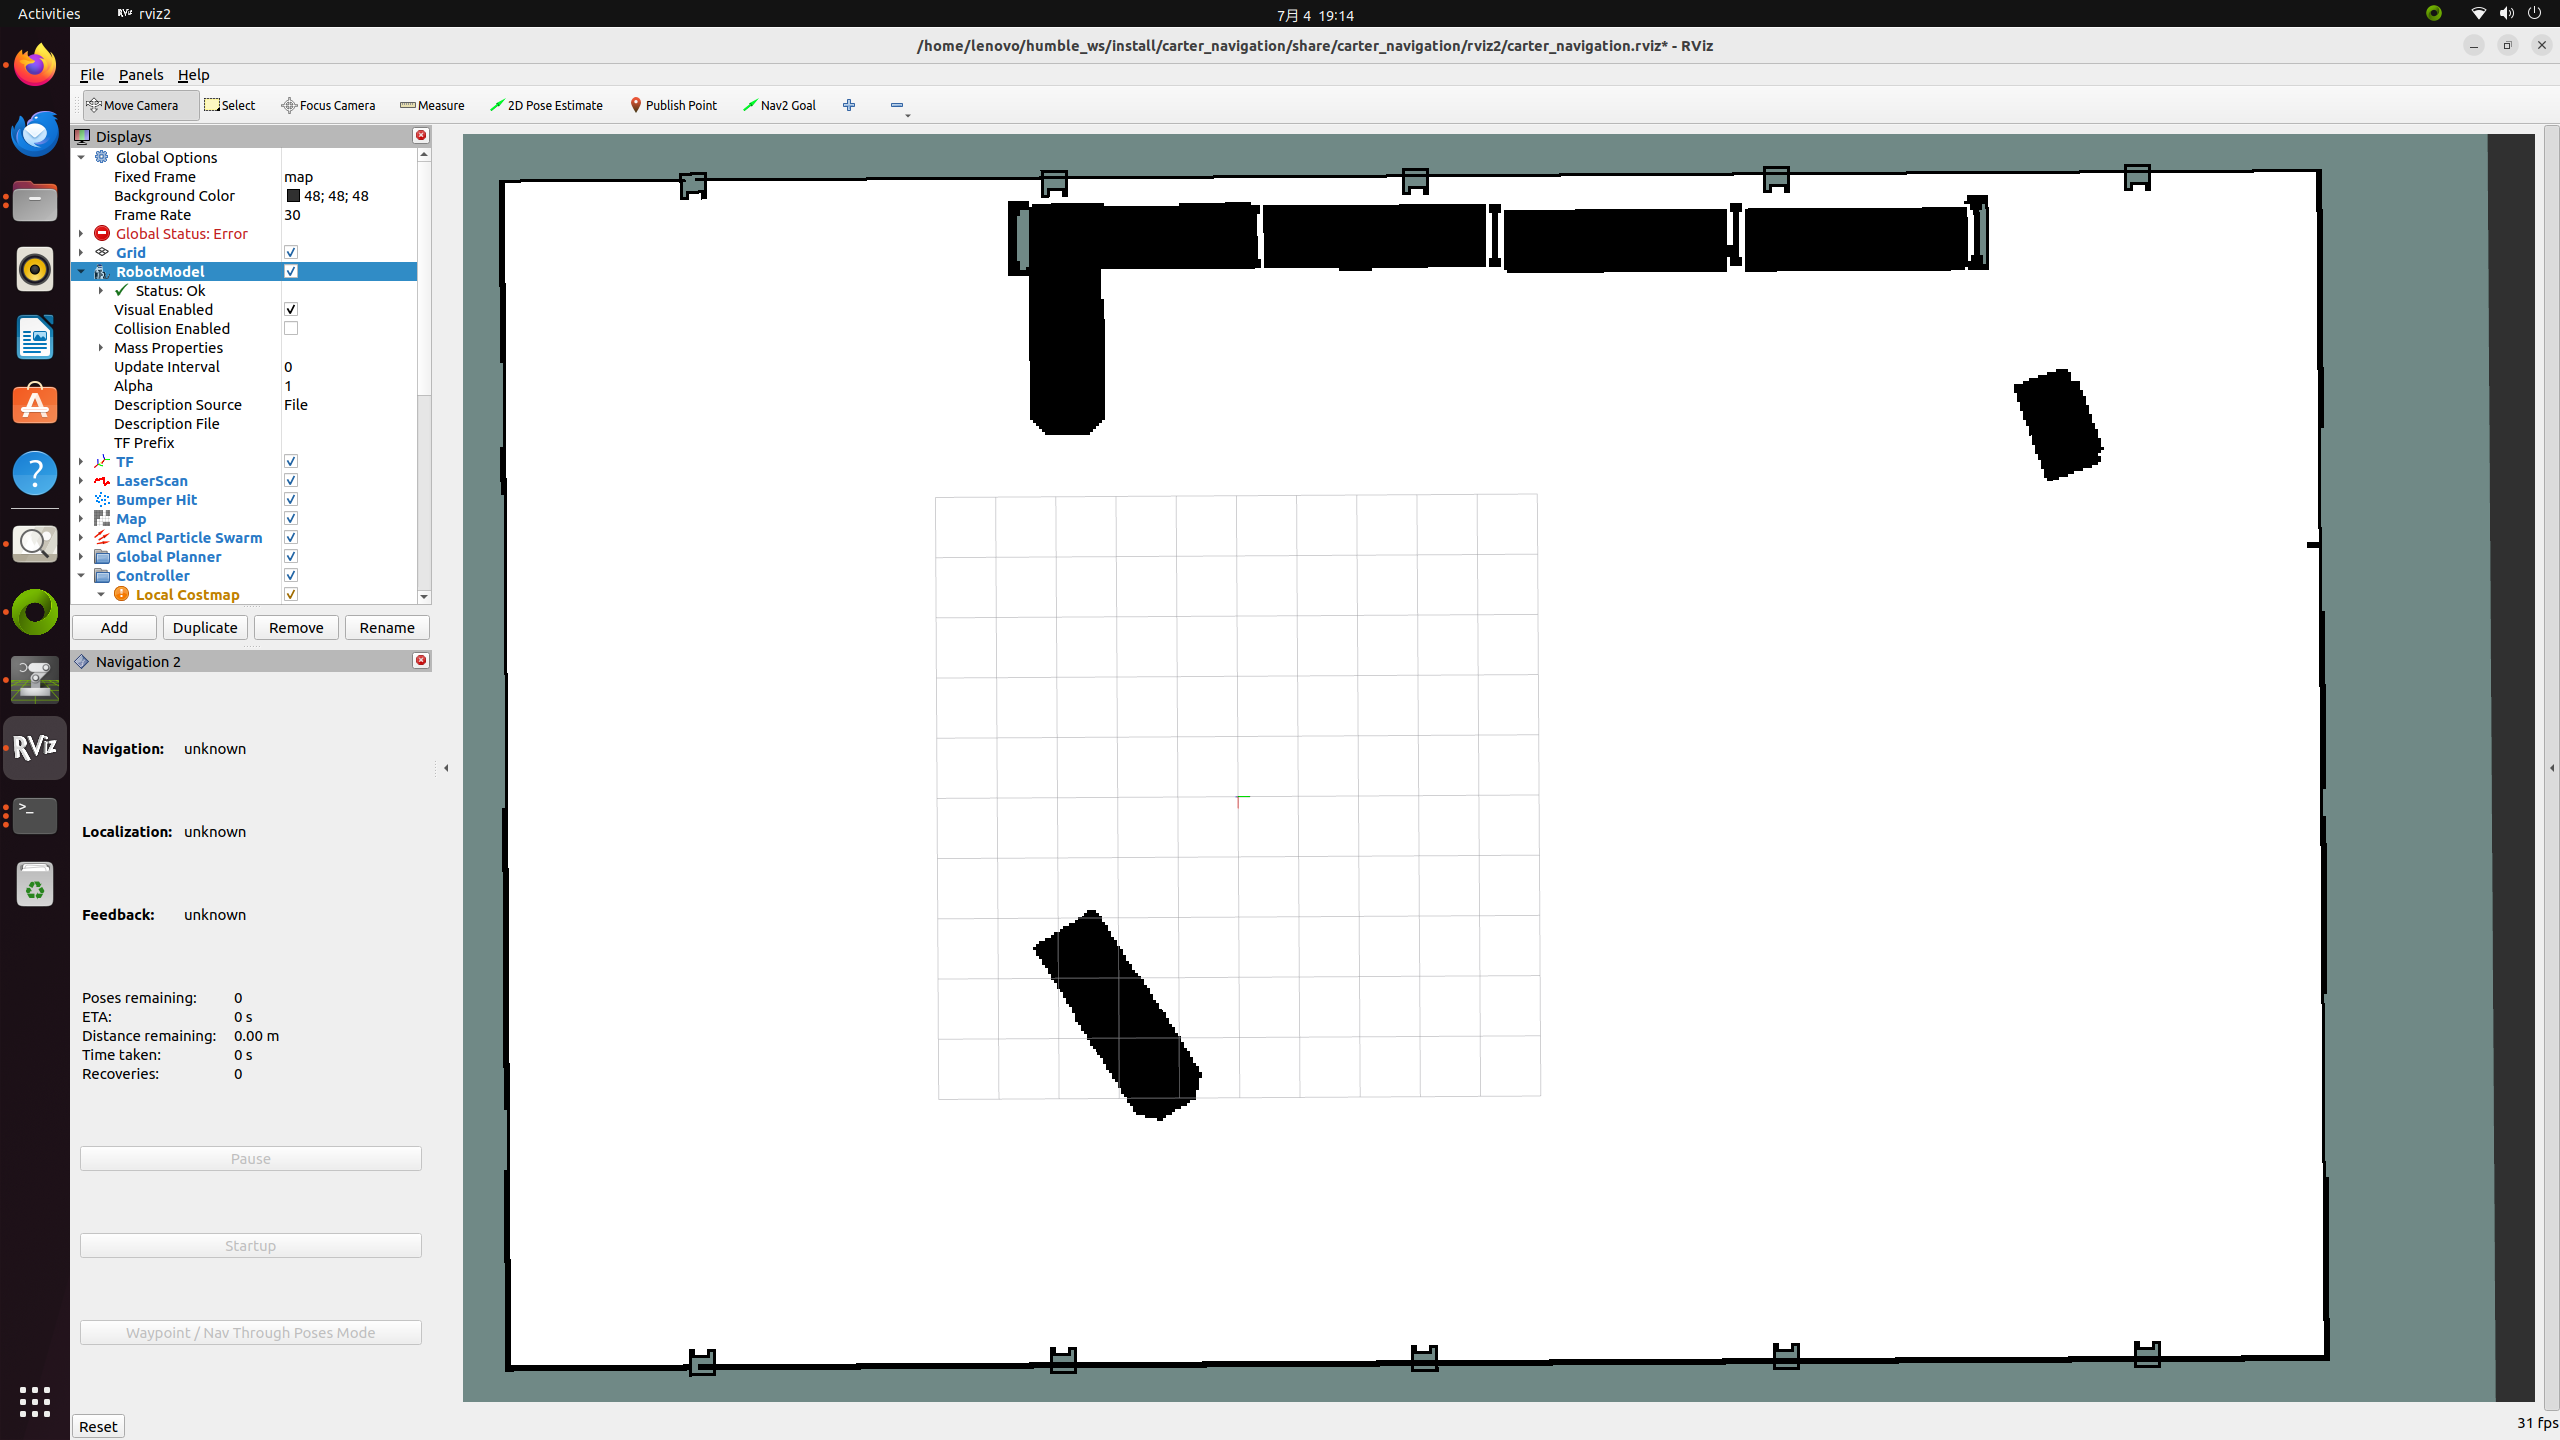 Activities
rviz2
7月 4 19:14
/home/lenovo/humble_ws/install/carter_navigation/share/carter_navigation/rviz2/carter_navigation.rviz* - RViz
File Panels Help
Move Camera Select Focus Camera Measure 2D Pose Estimate Publish Point Nav2 Goal
Displays
Global Options
Fixed Frame map
Background Color 48; 48; 48
Frame Rate 30
Global Status: Error
Grid
RobotModel
Status: Ok
Visual Enabled
Collision Enabled
Mass Properties
Update Interval 0
Alpha 1
Description Source File
Description File
TF Prefix
TF
LaserScan
Bumper Hit
Map
Amcl Particle Swarm
Global Planner
Controller
Local Costmap
Add Duplicate Remove Rename
Navigation 2
Navigation: unknown
RViz
Localization: unknown
Feedback: unknown
Poses remaining: 0
ETA: 0 s
Distance remaining: 0.00 m
Time taken: 0 s
Recoveries: 0
Pause
Startup
Waypoint / Nav Through Poses Mode
Reset
31 fps